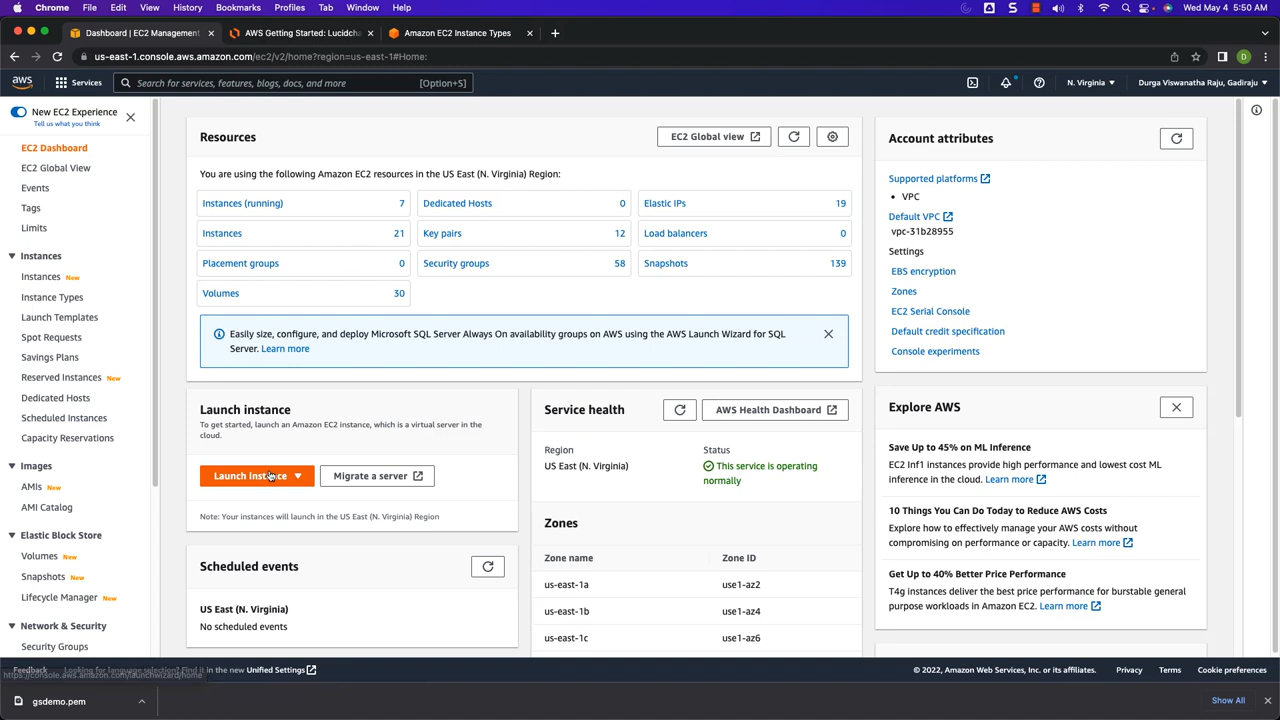 Chrome File Edit View History Bookmarks Profiles Tab Window Help Wed May 4 5:50 AM
Dashboard | EC2 Management AWS Getting Started: Lucidcha Amazon EC2 Instance Types
us-east-1.console.aws.amazon.com/ec2/v2/home?region=us-east-1#Home: D
aws Services Search for services, features, blogs, docs, and more [Option+S] N. Virginia Durga Viswanatha Raju, Gadiraju
New EC2 Experience
Tell us what you think
EC2 Dashboard
EC2 Global View
Events
Tags
Limits
Instances
Instances New
Instance Types
Launch Templates
Spot Requests
Savings Plans
Reserved Instances New
Dedicated Hosts
Scheduled Instances
Capacity Reservations
Images
AMIs New
AMI Catalog
Elastic Block Store
Volumes New
Snapshots New
Lifecycle Manager New
Network & Security
Security Groups
Resources
EC2 Global view
You are using the following Amazon EC2 resources in the US East (N. Virginia) Region:
Instances (running) 7 Dedicated Hosts 0 Elastic IPs 19
Instances 21 Key pairs 12 Load balancers 0
Placement groups 0 Security groups 58 Snapshots 139
Volumes 30
Easily size, configure, and deploy Microsoft SQL Server Always On availability groups on AWS using the AWS Launch Wizard for SQL
Server. Learn more
Launch instance
To get started, launch an Amazon EC2 instance, which is a virtual server in the
cloud.
Launch instance Migrate a server
Note: Your instances will launch in the US East (N. Virginia) Region
Scheduled events
US East (N. Virginia)
No scheduled events
Service health
AWS Health Dashboard
Region Status
US East (N. Virginia) This service is operating
normally
Zones
Zone name Zone ID
us-east-1a use1-az2
us-east-1b use1-az4
us-east-1c use1-az6
Account attributes
Supported platforms
VPC
Default VPC
vpc-31b28955
Settings
EBS encryption
Zones
EC2 Serial Console
Default credit specification
Console experiments
Explore AWS
Save Up to 45% on ML Inference
EC2 Inf1 instances provide high performance and lowest cost ML
inference in the cloud. Learn more
10 Things You Can Do Today to Reduce AWS Costs
Explore how to effectively manage your AWS costs without
compromising on performance or capacity. Learn more
Get Up to 40% Better Price Performance
T4g instances deliver the best price performance for burstable general
purpose workloads in Amazon EC2. Learn more
Feedback Looking for language selection? Find it in the new Unified Settings © 2022, Amazon Web Services, Inc. or its affiliates. Privacy Terms Cookie preferences
https://console.aws.amazon.com/launchwizard/home
gsdemo.pem Show All